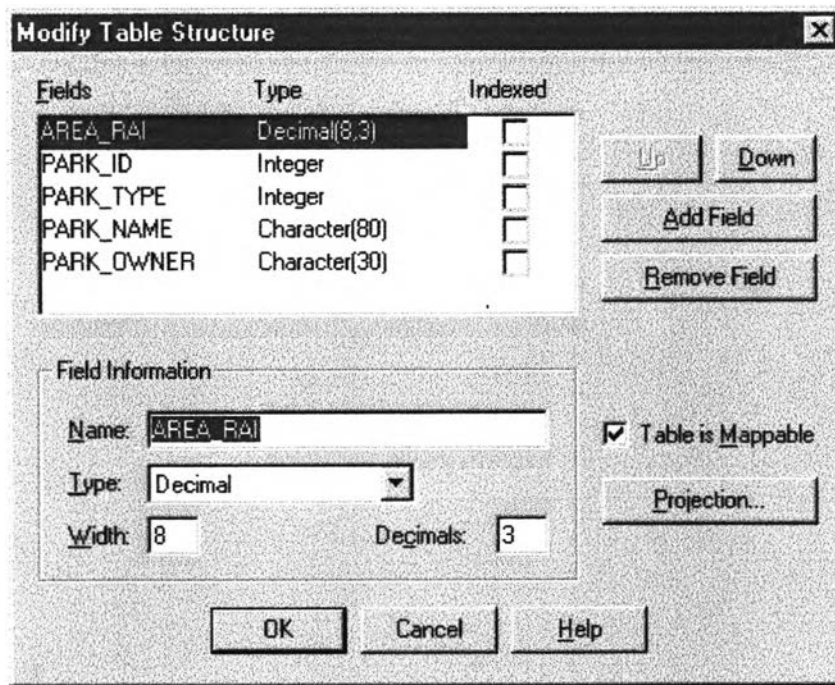 Modify Table Structure
Fields Type Indexed
AREA_RAI Decimal(8,3)
PARK_ID Integer
PARK_TYPE Integer
PARK_NAME Character(80)
PARK_OWNER Character(30)
Up Down
Add Field
Remove Field
Field Information
Name: AREA_RAI
Type: Decimal
Width: 8 Decimals: 3
Table is Mappable
Projection...
OK Cancel Help